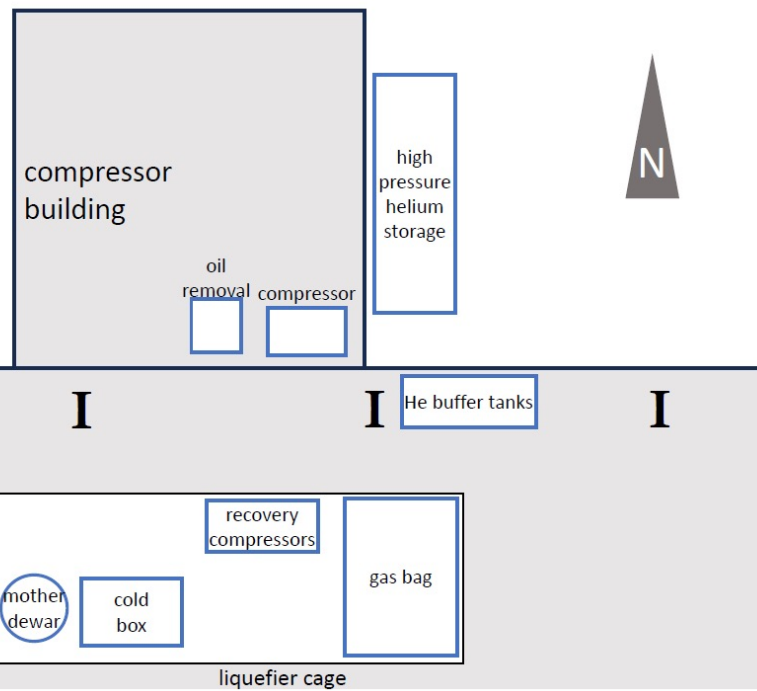 compressor
building
high
pressure
helium
storage
N
oil
removal
compressor
I
I
He buffer tanks
I
recovery
compressors
gas bag
mother
dewar
cold
box
liquefier cage